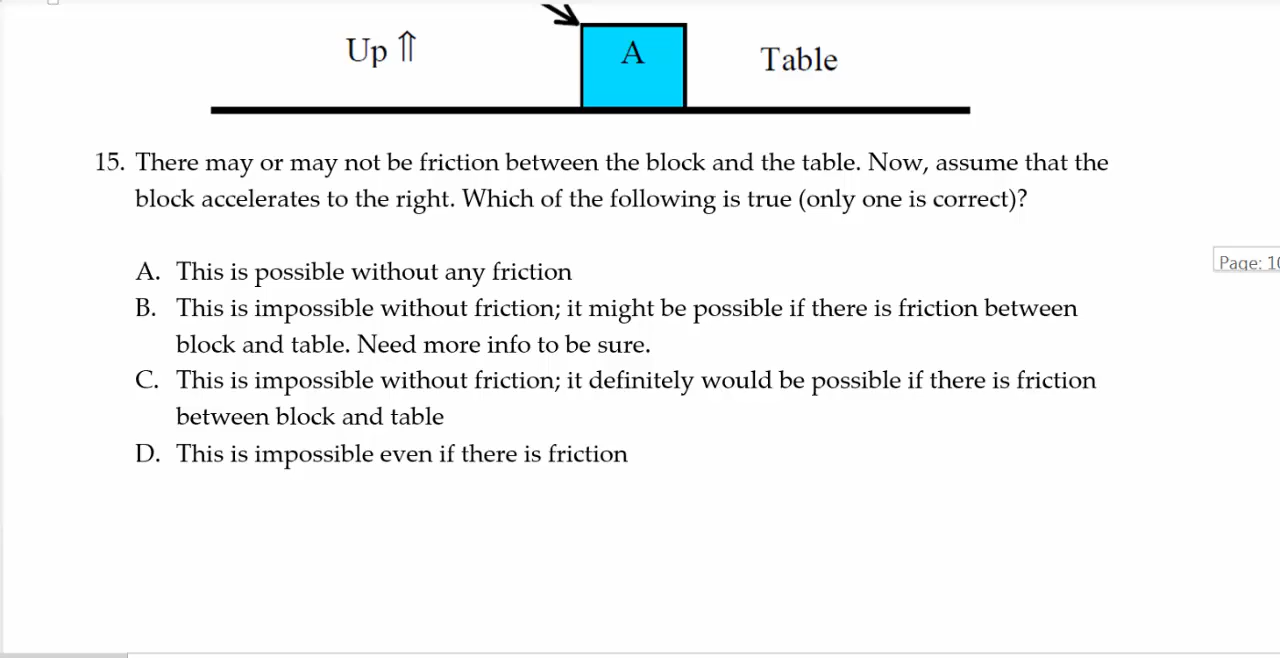 Up ⇑
A
Table
15. There may or may not be friction between the block and the table. Now, assume that the
block accelerates to the right. Which of the following is true (only one is correct)?
Page: 10
A. This is possible without any friction
B. This is impossible without friction; it might be possible if there is friction between
block and table. Need more info to be sure.
C. This is impossible without friction; it definitely would be possible if there is friction
between block and table
D. This is impossible even if there is friction